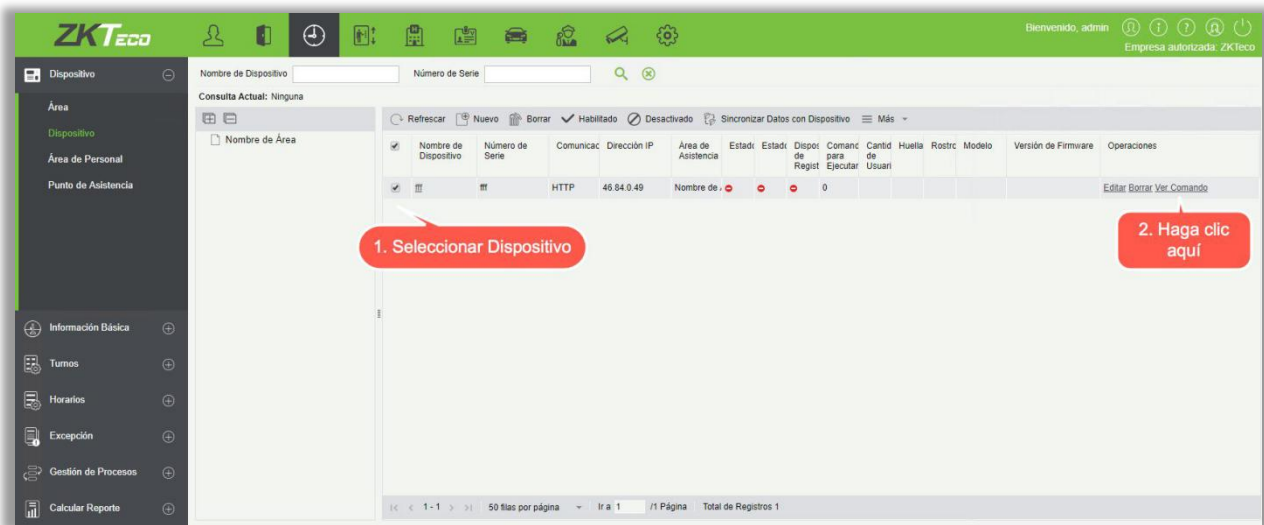 ZKTeco
Bienvenido, admin
Empresa autorizada: ZKTeco
Dispositivo
Área
Dispositivo
Área de Personal
Punto de Asistencia
Información Básica
Turnos
Horarios
Excepción
Gestión de Procesos
Calcular Reporte
Nombre de Dispositivo
Número de Serie
Consulta Actual: Ninguna
Nombre de Área
Refrescar Nuevo Borrar Habilitado Desactivado Sincronizar Datos con Dispositivo Más
Nombre de Dispositivo
Número de Serie
Comunicac
Dirección IP
Área de Asistencia
Estado
Estado
Dispos de Regist
Comand para Ejecutar
Cantid de Usuari
Huella
Rostro
Modelo
Versión de Firmware
Operaciones
fff fff HTTP 46.84.0.49 Nombre de 0 Editar Borrar Ver Comando
1. Seleccionar Dispositivo
2. Haga clic
aquí
1 - 1 50 filas por página Ir a 1 /1 Página Total de Registros 1